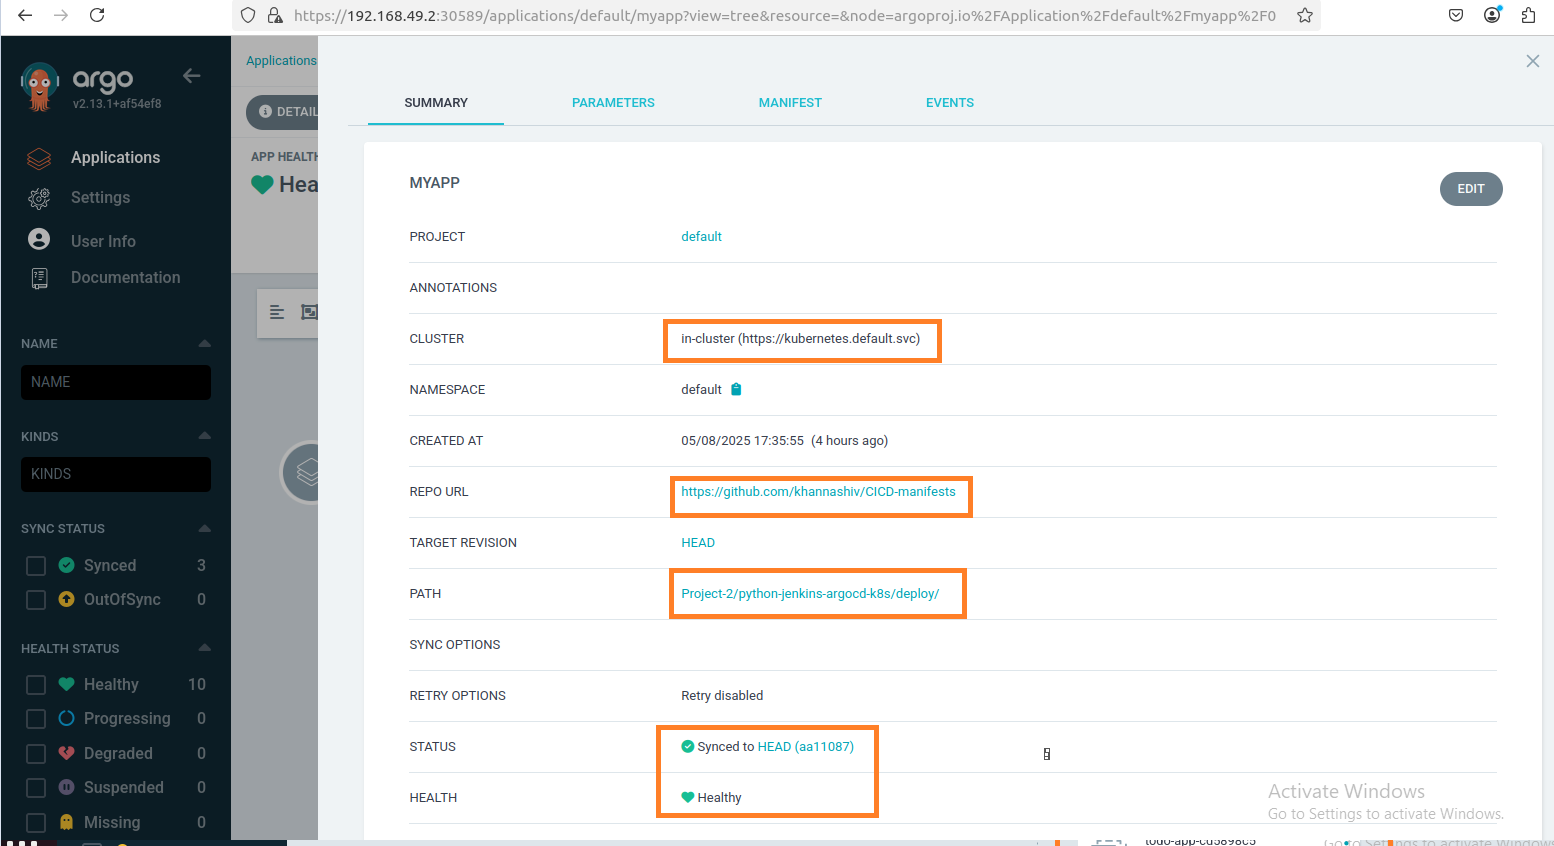 https://192.168.49.2:30589/applications/default/myapp?view=tree&resource=&node=argoproj.io%2FApplication%2Fdefault%2Fmyapp%2F0
argo
v2.13.1+af54ef8
Applications
Settings
User Info
Documentation
NAME
NAME
KINDS
KINDS
SYNC STATUS
Synced 3
OutOfSync 0
HEALTH STATUS
Healthy 10
Progressing 0
Degraded 0
Suspended 0
Missing 0
Applications
DETAIL
APP HEALTH
Hea
SUMMARY PARAMETERS MANIFEST EVENTS
MYAPP
EDIT
PROJECT default
ANNOTATIONS
CLUSTER in-cluster (https://kubernetes.default.svc)
NAMESPACE default
CREATED AT 05/08/2025 17:35:55 (4 hours ago)
REPO URL https://github.com/khannashiv/CICD-manifests
TARGET REVISION HEAD
PATH Project-2/python-jenkins-argocd-k8s/deploy/
SYNC OPTIONS
RETRY OPTIONS Retry disabled
STATUS Synced to HEAD (aa11087)
HEALTH Healthy
Activate Windows
Go to Settings to activate Windows.